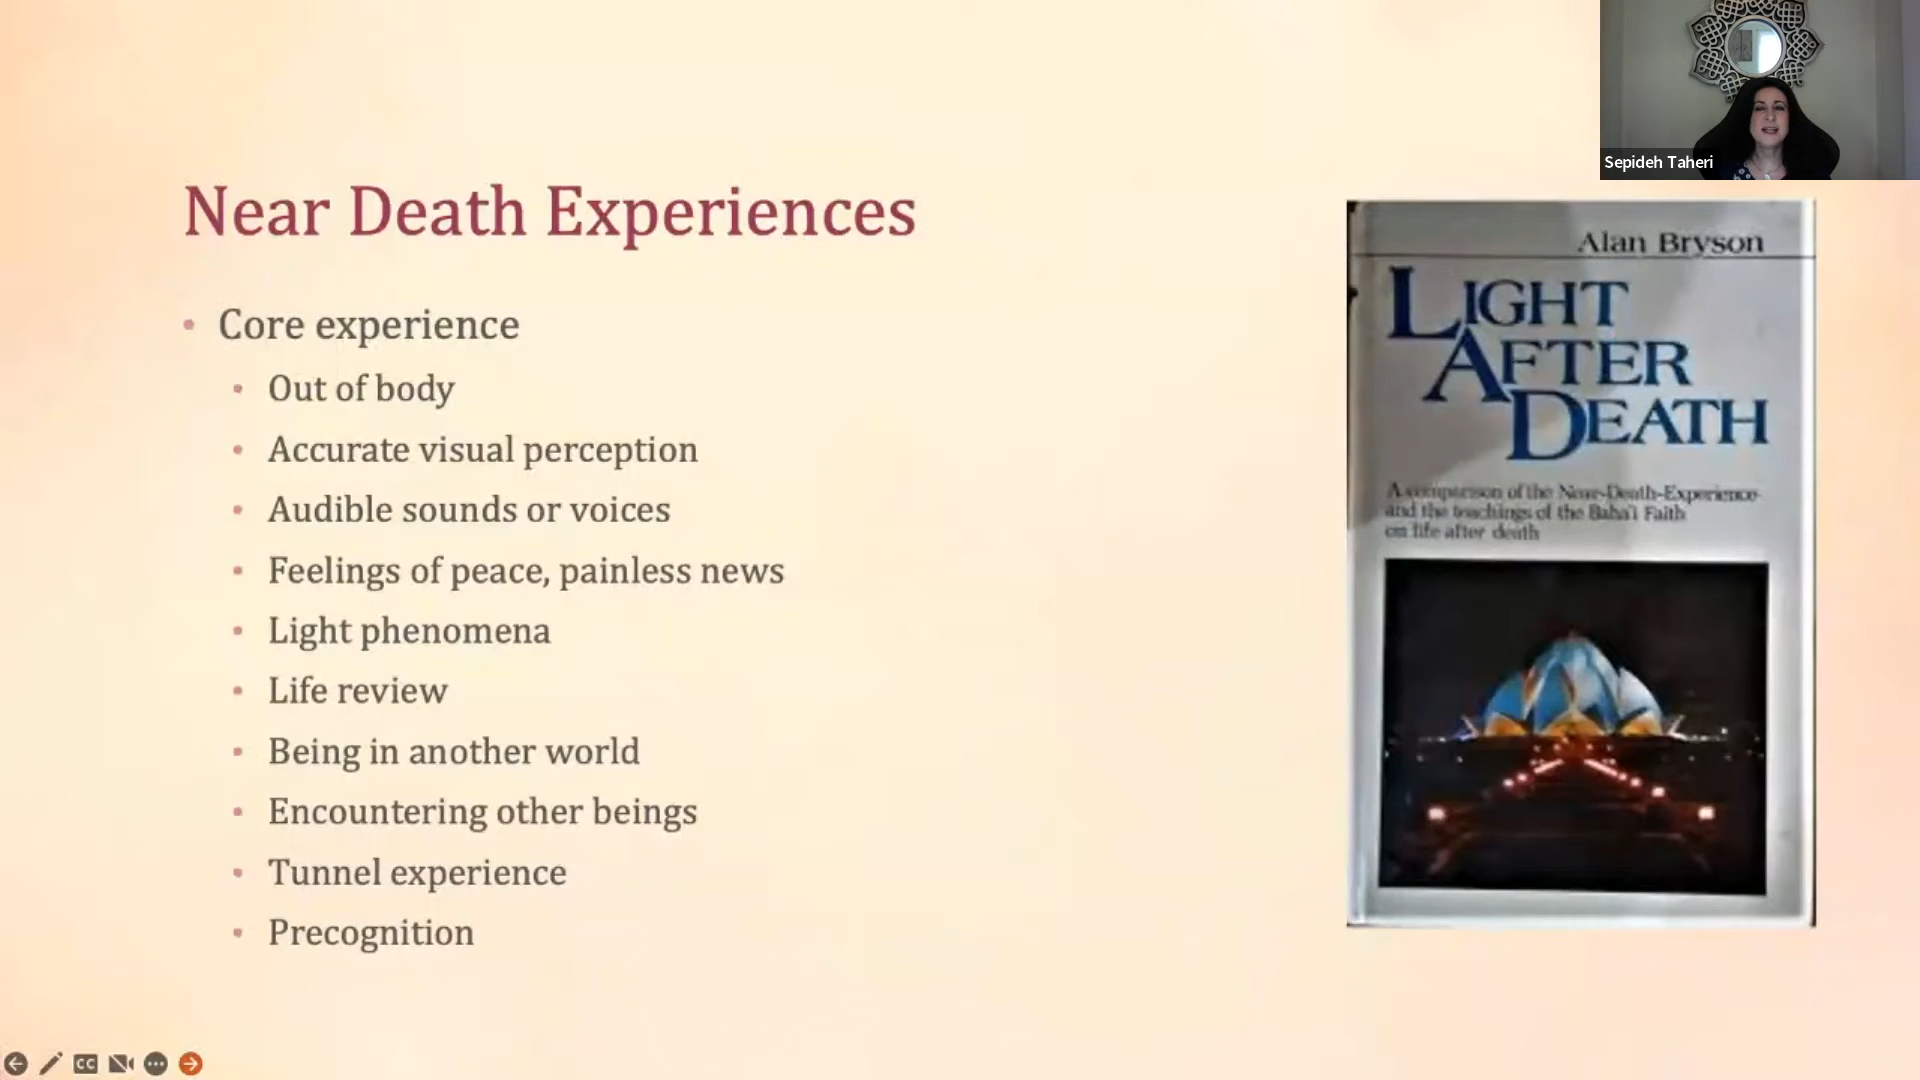 Sepideh Taheri
Near Death Experiences
• Core experience
• Out of body
• Accurate visual perception
• Audible sounds or voices
• Feelings of peace, painless news
• Light phenomena
• Life review
• Being in another world
• Encountering other beings
• Tunnel experience
• Precognition
Alan Bryson
LIGHT
AFTER
DEATH
A comparison of the Near-Death-Experience
and the teachings of the Baha'i Faith
on life after death
CC